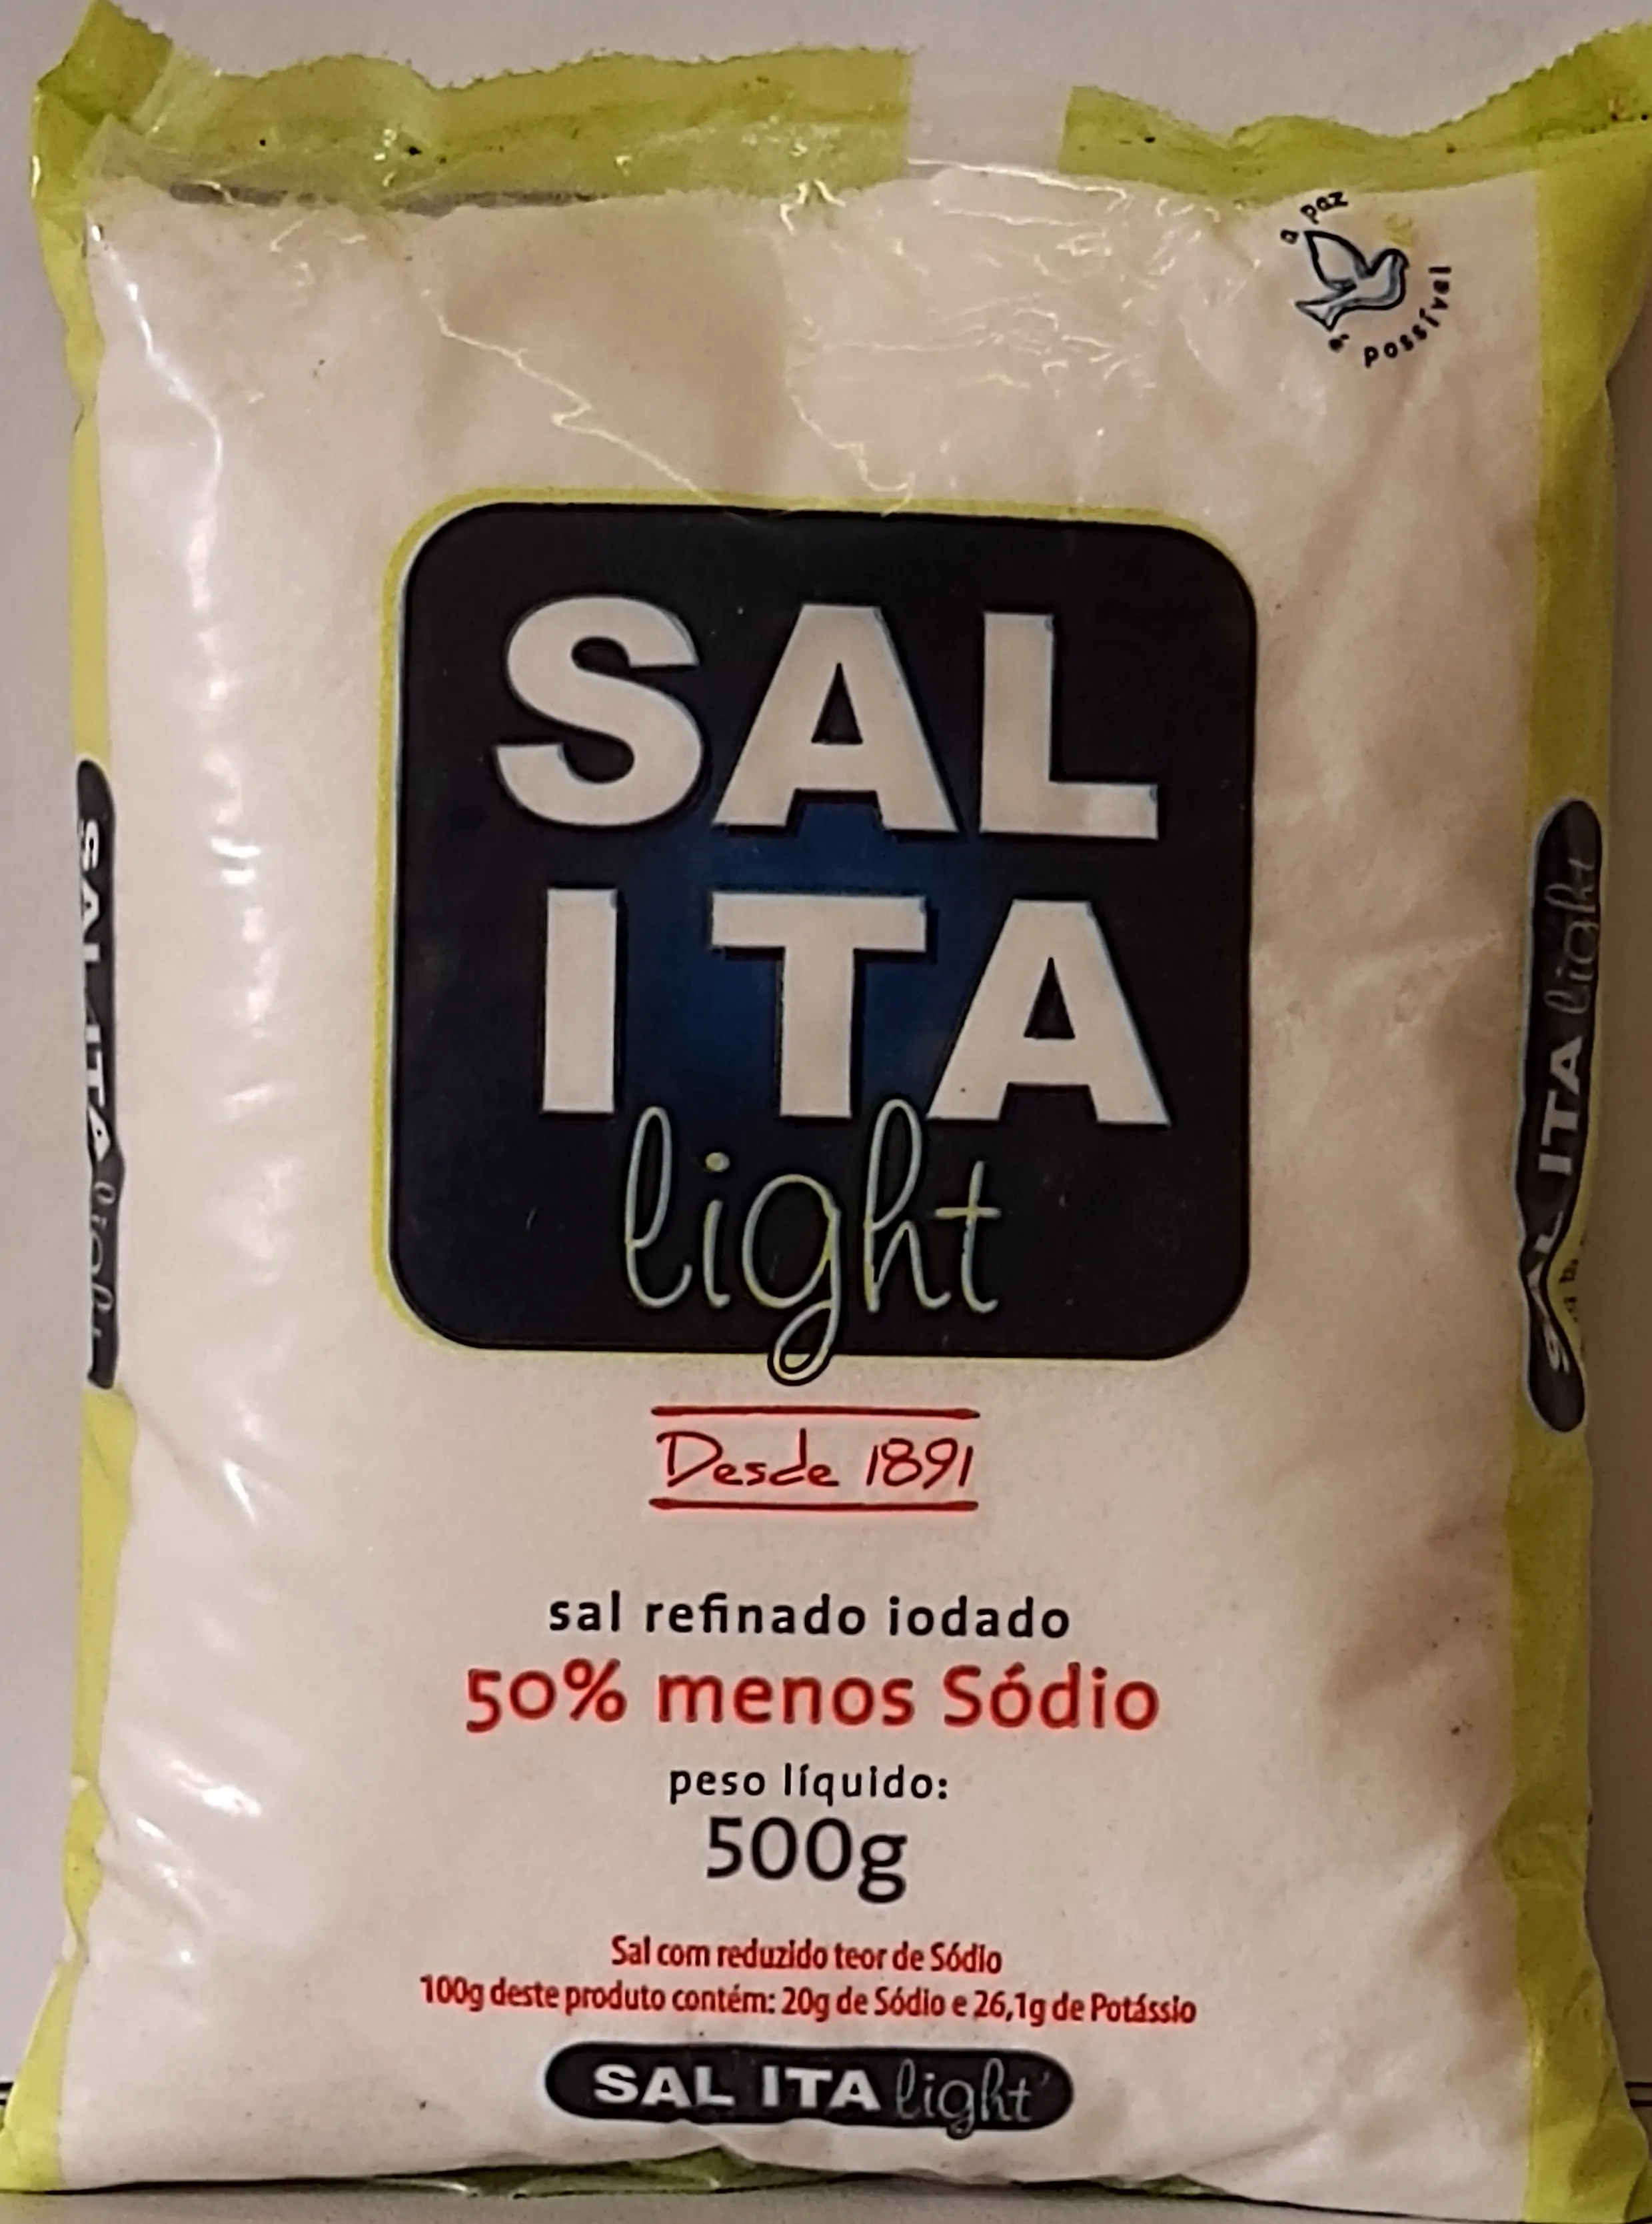 a paz
é possível
SAL
ITA
light
Desde 1891
sal refinado iodado
50% menos Sódio
peso líquido:
500g
Sal com reduzido teor de Sódio
100g deste produto contém: 20g de Sódio e 26,1g de Potássio
SAL ITA light
SAL ITA light
SAL ITA light